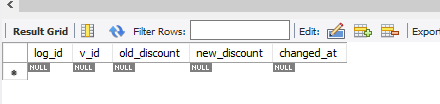 Result Grid Filter Rows: Edit: Export
log_id v_id old_discount new_discount changed_at
NULL NULL NULL NULL NULL